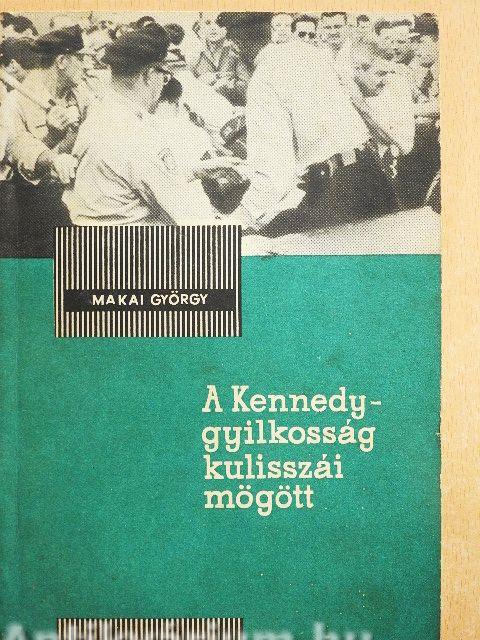 MAKAI GYÖRGY
A Kennedy-
gyilkosság
kulisszái
mögött